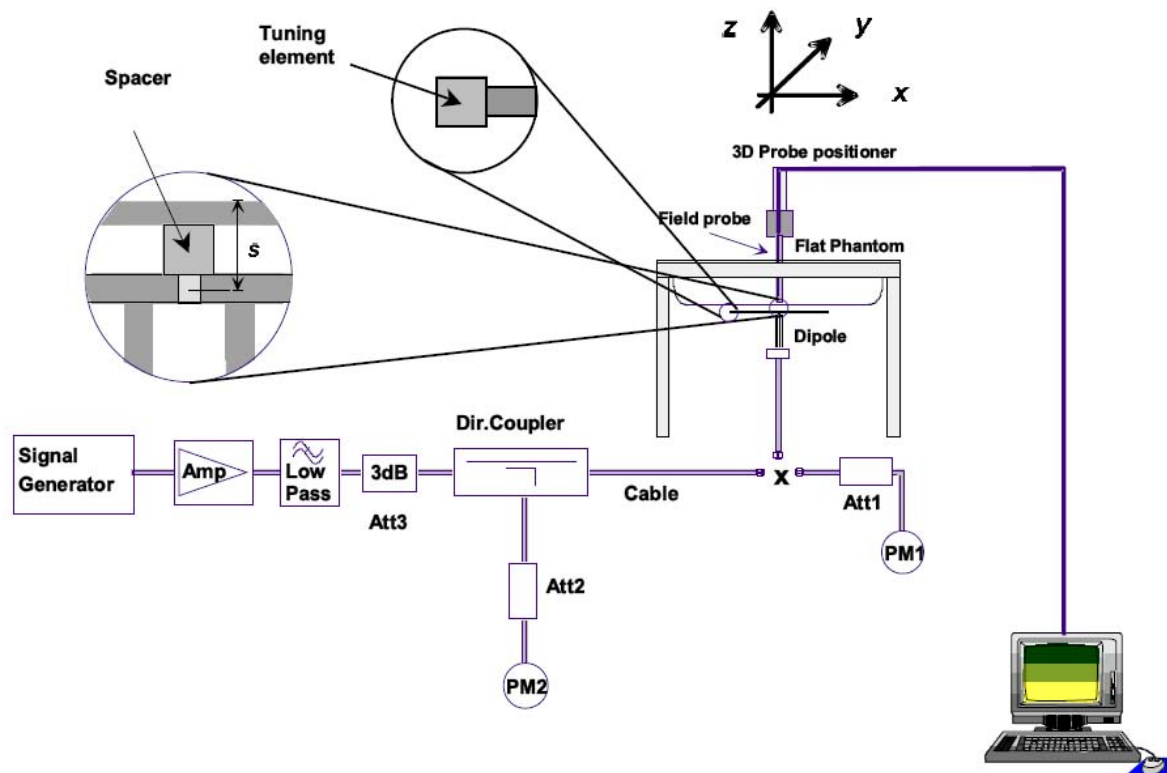 Tuning
element
Spacer
z
y
x
3D Probe positioner
Field probe
Flat Phantom
s
Dipole
Dir.Coupler
Signal
Generator
Amp
Low
Pass
3dB
Att3
Cable
x
Att1
PM1
Att2
PM2